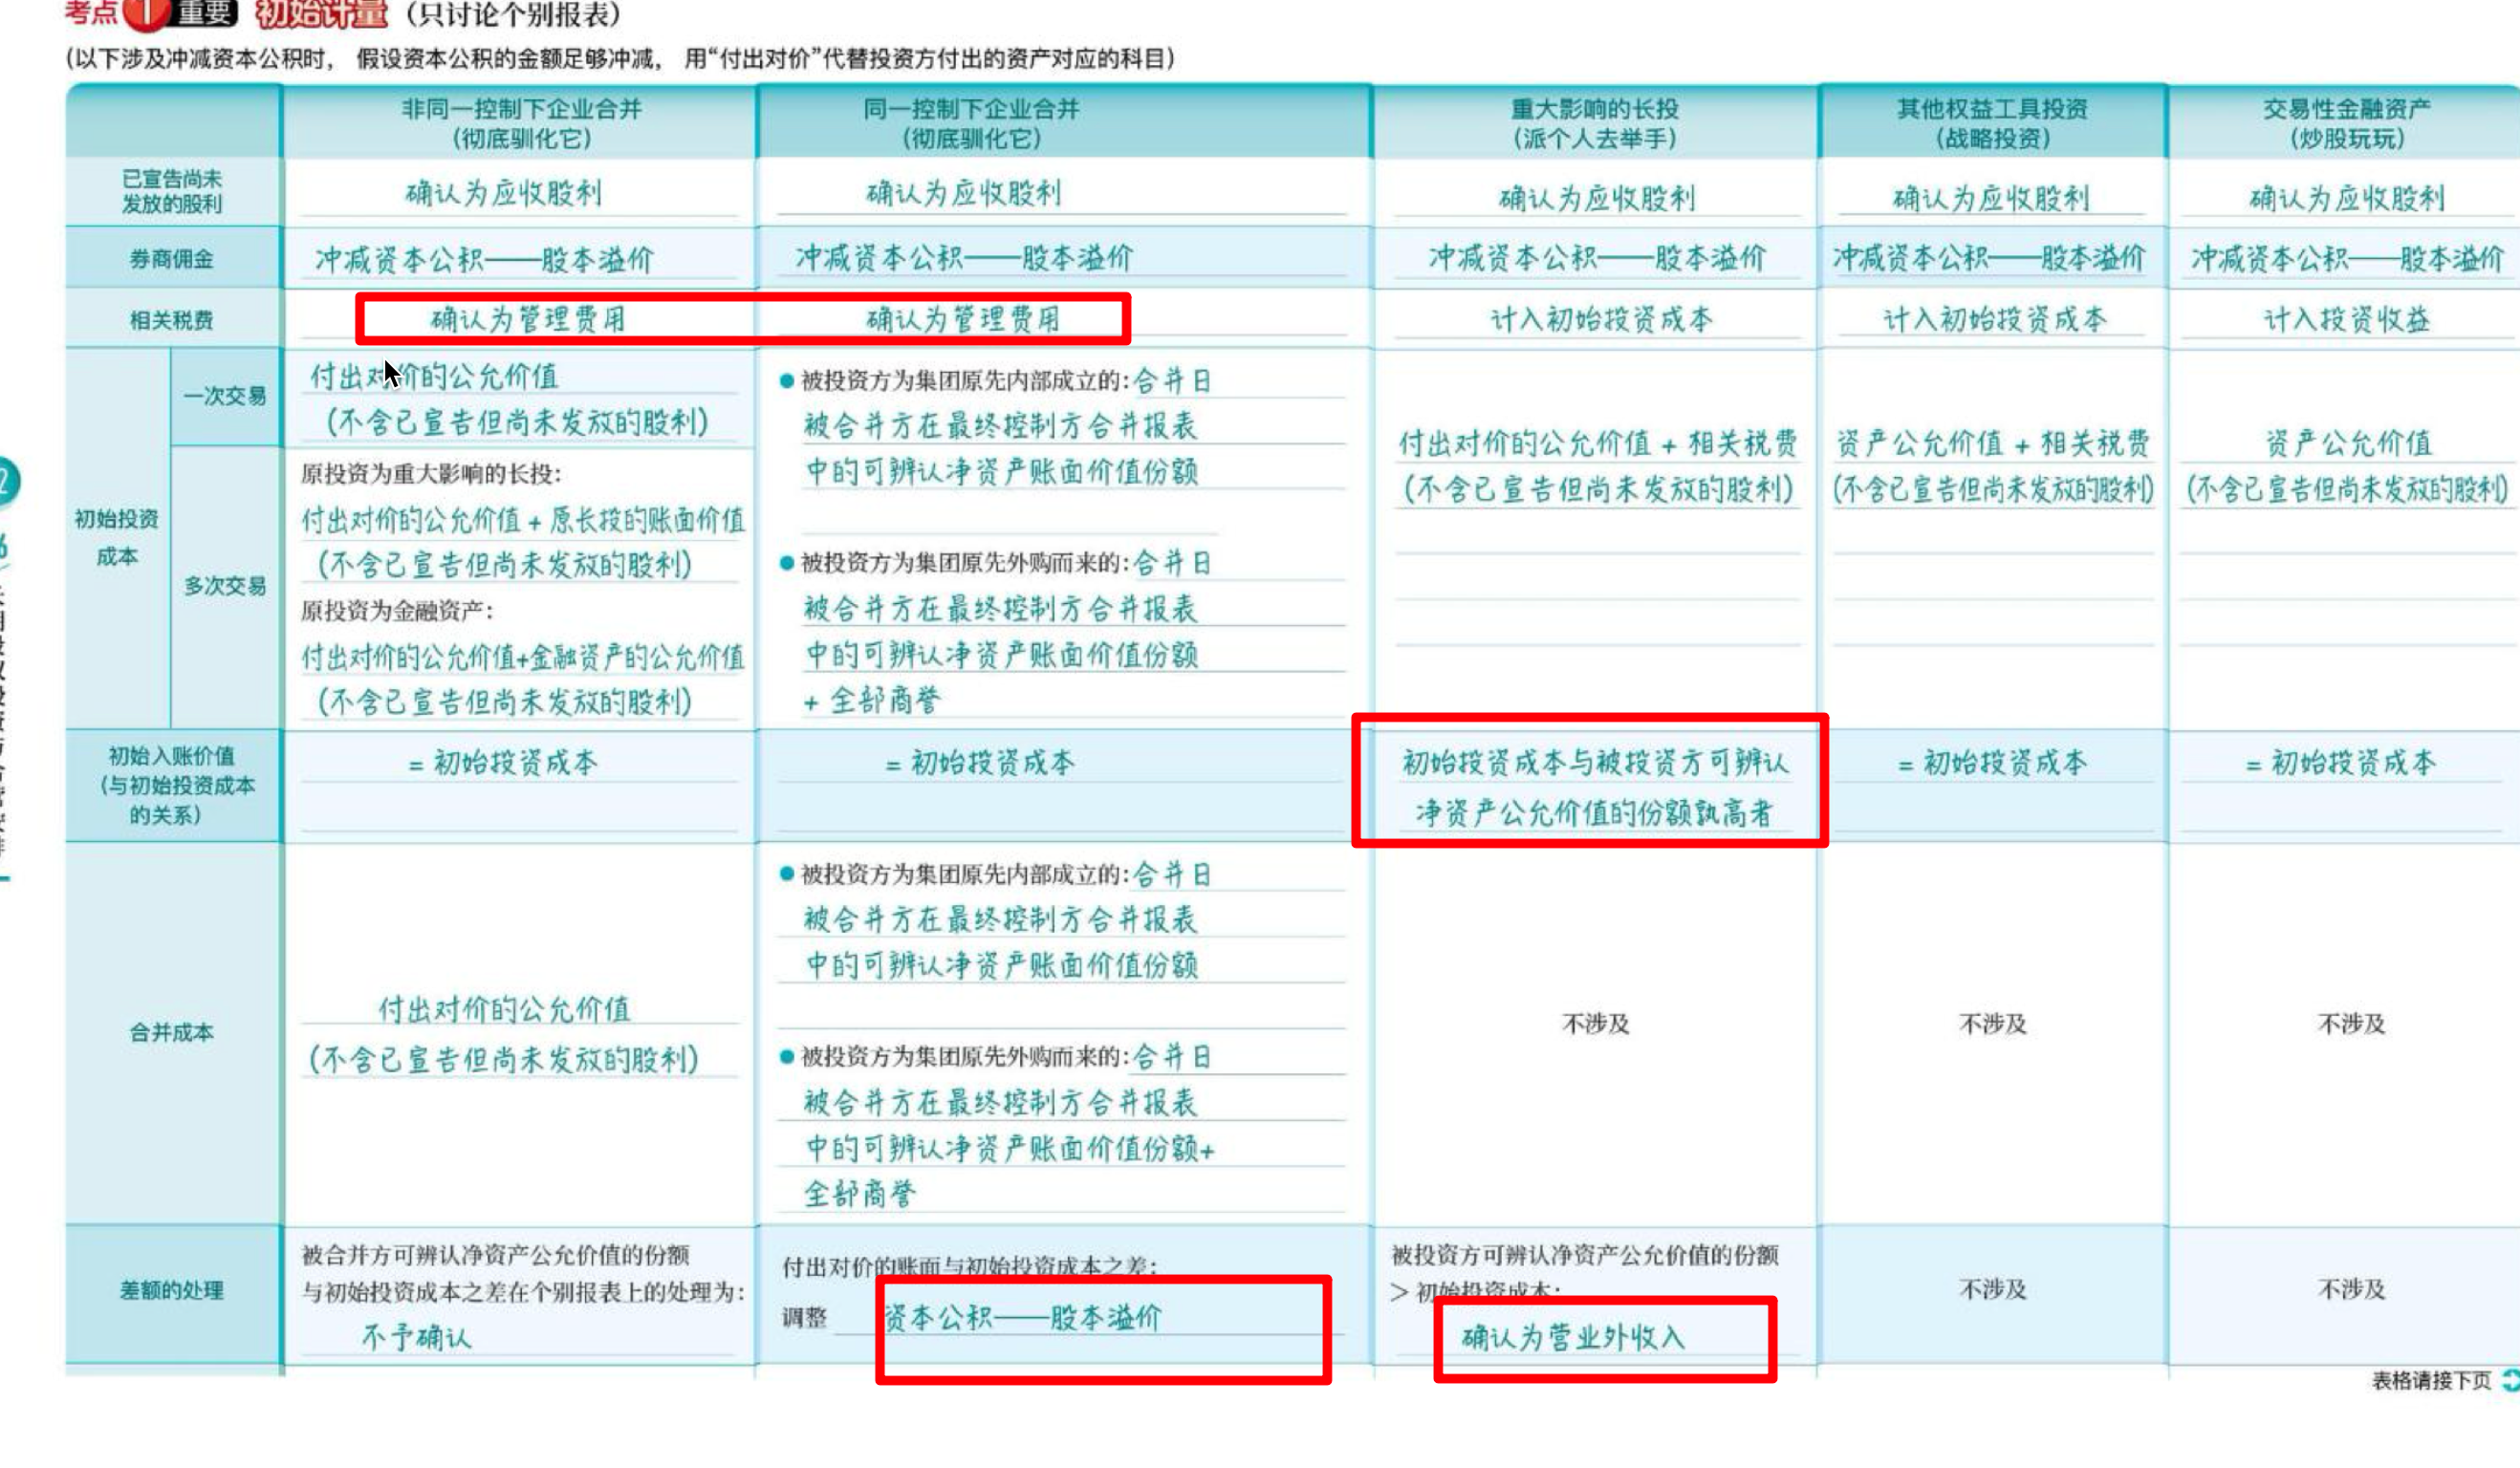 考点 1 重要 初始计量（只讨论个别报表）
(以下涉及冲减资本公积时， 假设资本公积的金额足够冲减， 用“付出对价”代替投资方付出的资产对应的科目)
非同一控制下企业合并
(彻底驯化它)
同一控制下企业合并
(彻底驯化它)
重大影响的长投
(派个人去举手)
其他权益工具投资
(战略投资)
交易性金融资产
(炒股玩玩)
已宣告尚未
发放的股利
确认为应收股利
确认为应收股利
确认为应收股利
确认为应收股利
确认为应收股利
券商佣金
冲减资本公积——股本溢价
冲减资本公积——股本溢价
冲减资本公积——股本溢价
冲减资本公积——股本溢价
冲减资本公积——股本溢价
相关税费
确认为管理费用
确认为管理费用
计入初始投资成本
计入初始投资成本
计入投资收益
初始投资
成本
一次交易
付出对价的公允价值
(不含已宣告但尚未发放的股利)
多次交易
原投资为重大影响的长投：
付出对价的公允价值 + 原长投的账面价值
(不含已宣告但尚未发放的股利)
原投资为金融资产：
付出对价的公允价值+金融资产的公允价值
(不含已宣告但尚未发放的股利)
● 被投资方为集团原先内部成立的：合并日
被合并方在最终控制方合并报表
中的可辨认净资产账面价值份额
● 被投资方为集团原先外购而来的：合并日
被合并方在最终控制方合并报表
中的可辨认净资产账面价值份额
+ 全部商誉
付出对价的公允价值 + 相关税费
(不含已宣告但尚未发放的股利)
资产公允价值 + 相关税费
(不含已宣告但尚未发放的股利)
资产公允价值
(不含已宣告但尚未发放的股利)
初始入账价值
(与初始投资成本
的关系)
= 初始投资成本
= 初始投资成本
初始投资成本与被投资方可辨认
净资产公允价值的份额孰高者
= 初始投资成本
= 初始投资成本
合并成本
付出对价的公允价值
(不含已宣告但尚未发放的股利)
● 被投资方为集团原先内部成立的：合并日
被合并方在最终控制方合并报表
中的可辨认净资产账面价值份额
● 被投资方为集团原先外购而来的：合并日
被合并方在最终控制方合并报表
中的可辨认净资产账面价值份额+
全部商誉
不涉及
不涉及
不涉及
差额的处理
被合并方可辨认净资产公允价值的份额
与初始投资成本之差在个别报表上的处理为：
不予确认
付出对价的账面与初始投资成本之差：
调整 资本公积——股本溢价
被投资方可辨认净资产公允价值的份额
> 初始投资成本：
确认为营业外收入
不涉及
不涉及
表格请接下页